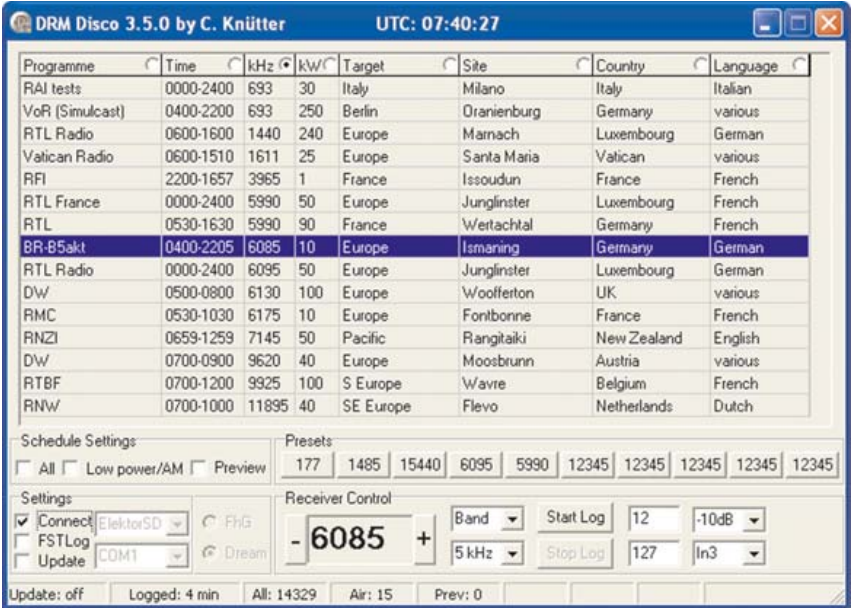 DRM Disco 3.5.0 by C. Knütter UTC: 07:40:27
Programme Time kHz kW Target Site Country Language
RAI tests 0000-2400 693 30 Italy Milano Italy Italian
VoR (Simulcast) 0400-2200 693 250 Berlin Oranienburg Germany various
RTL Radio 0600-1600 1440 240 Europe Marnach Luxembourg German
Vatican Radio 0600-1510 1611 25 Europe Santa Maria Vatican various
RFI 2200-1657 3965 1 France Issoudun France French
RTL France 0000-2400 5990 50 Europe Junglinster Luxembourg French
RTL 0530-1630 5990 90 France Wertachtal Germany French
BR-B5akt 0400-2205 6085 10 Europe Ismaning Germany German
RTL Radio 0000-2400 6095 50 Europe Junglinster Luxembourg German
DW 0500-0800 6130 100 Europe Woofferton UK various
RMC 0530-1030 6175 10 Europe Fontbonne France French
RNZI 0659-1259 7145 50 Pacific Rangitaiki New Zealand English
DW 0700-0900 9620 40 Europe Moosbrunn Austria various
RTBF 0700-1200 9925 100 S Europe Wavre Belgium French
RNW 0700-1000 11895 40 SE Europe Flevo Netherlands Dutch
Schedule Settings Presets
All Low power/AM Preview 177 1485 15440 6095 5990 12345 12345 12345 12345 12345
Settings Receiver Control
Connect ElektorSD FhG - 6085 + Band Start Log 12 -10dB
FSTLog
Update COM1 Dream 5 kHz Stop Log 127 In3
Update: off Logged: 4 min All: 14329 Air: 15 Prev: 0